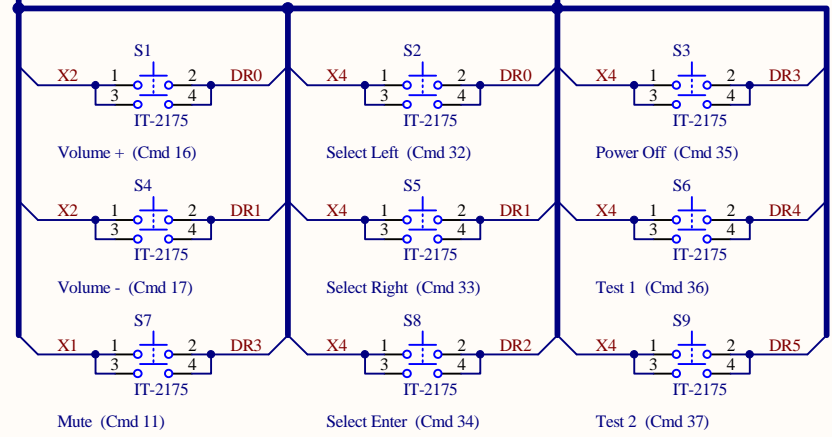 S1 S2 S3
X2 1 2 DR0 X4 1 2 DR0 X4 1 2 DR3
3 4 3 4 3 4
IT-2175 IT-2175 IT-2175
Volume + (Cmd 16) Select Left (Cmd 32) Power Off (Cmd 35)
S4 S5 S6
X2 1 2 DR1 X4 1 2 DR1 X4 1 2 DR4
3 4 3 4 3 4
IT-2175 IT-2175 IT-2175
Volume - (Cmd 17) Select Right (Cmd 33) Test 1 (Cmd 36)
S7 S8 S9
X1 1 2 DR3 X4 1 2 DR2 X4 1 2 DR5
3 4 3 4 3 4
IT-2175 IT-2175 IT-2175
Mute (Cmd 11) Select Enter (Cmd 34) Test 2 (Cmd 37)